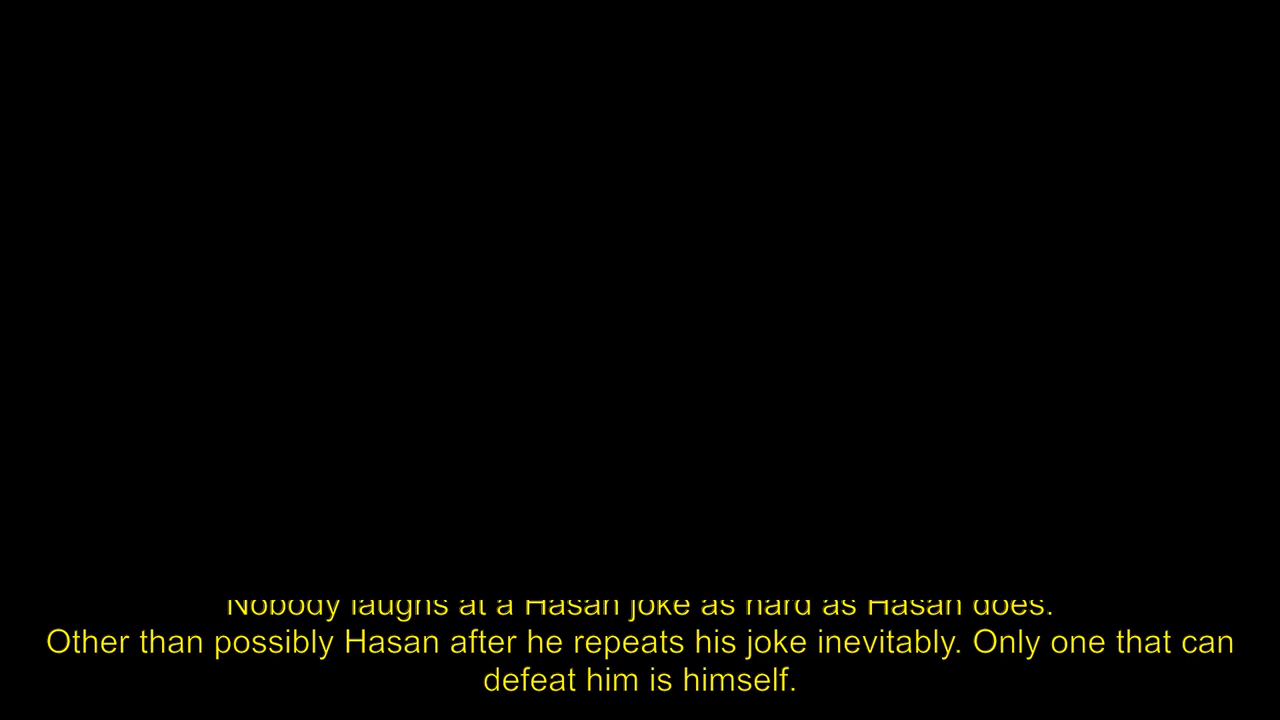 Nobody laughs at a Hasan joke as hard as Hasan does.
Other than possibly Hasan after he repeats his joke inevitably. Only one that can
defeat him is himself.